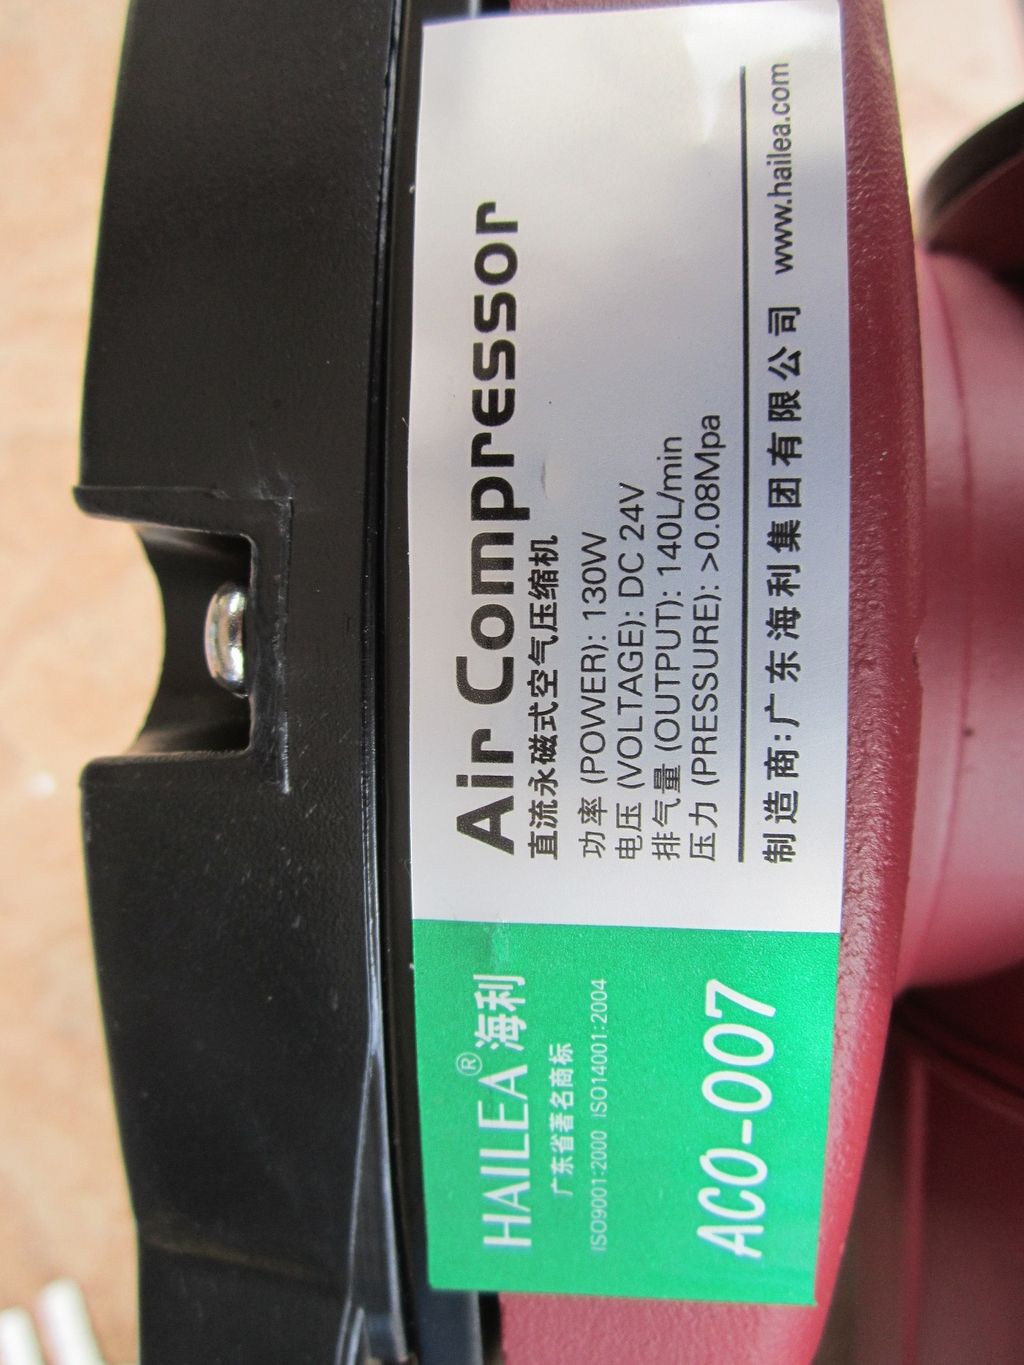 HAILEA® 海利
广东省著名商标
ISO9001:2000 ISO14001:2004
ACO-007
Air Compressor
直流永磁式空气压缩机
功率 (POWER): 130W
电压 (VOLTAGE): DC 24V
排气量 (OUTPUT): 140L/min
压力 (PRESSURE): >0.08Mpa
制造商:广东海利集团有限公司 www.hailea.com